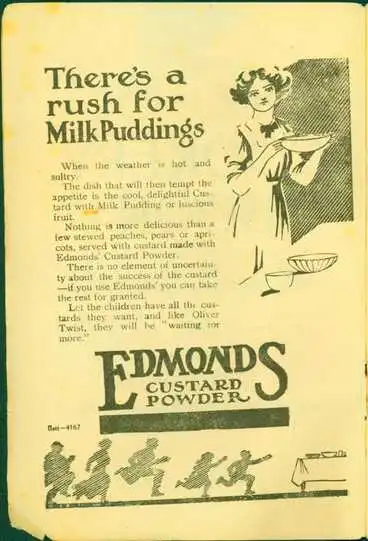 There's a
rush for
Milk Puddings
When the weather is hot and
sultry.
The dish that will then tempt the
appetite is the cool, delightful Cus-
tard with Milk Pudding or luscious
fruit.
Nothing is more delicious than a
few stewed peaches, pears or apri-
cots, served with custard made with
Edmonds' Custard Powder.
There is no element of uncertain-
ty about the success of the custard
—if you use Edmonds' you can take
the rest for granted.
Let the children have all the cus-
tards they want, and like Oliver
Twist, they will be "waiting for
more."
EDMONDS
CUSTARD
POWDER
Batt—4167